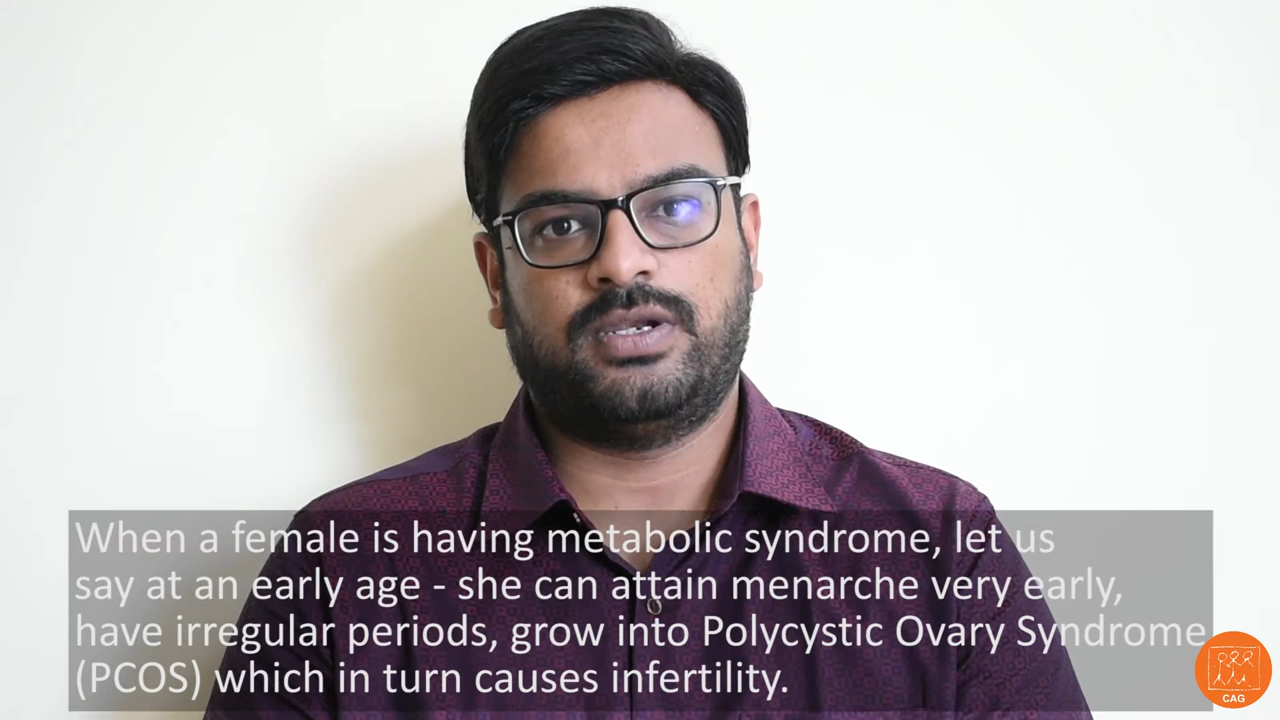 When a female is having metabolic syndrome, let us
say at an early age - she can attain menarche very early,
have irregular periods, grow into Polycystic Ovary Syndrome
(PCOS) which in turn causes infertility.
CAG